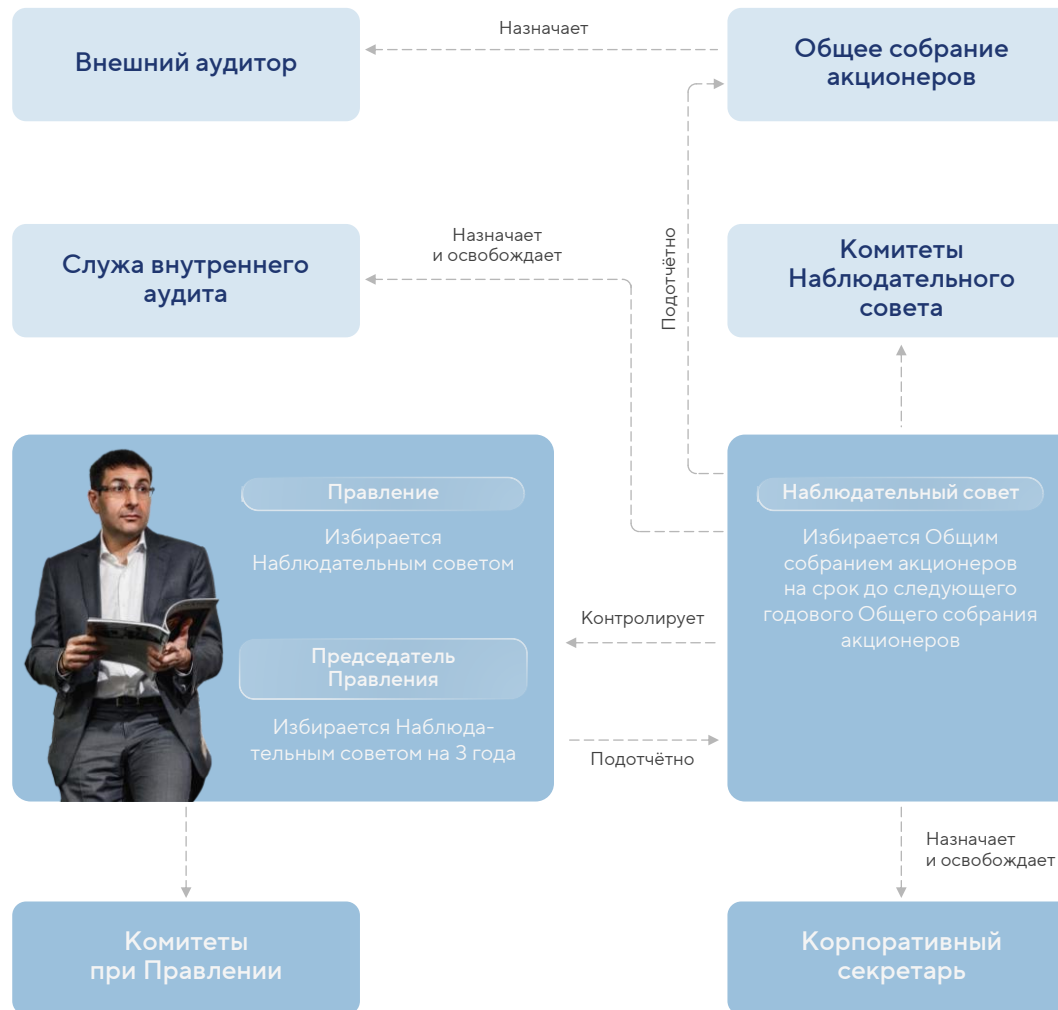 Внешний аудитор
Назначает
Общее собрание
акционеров
Служа внутреннего
аудита
Назначает
и освобождает
Подотчётно
Комитеты
Наблюдательного
совета
Правление
Избирается
Наблюдательным советом
Председатель
Правления
Избирается Наблюда-
тельным советом на 3 года
Контролирует
Подотчётно
Наблюдательный совет
Избирается Общим
собранием акционеров
на срок до следующего
годового Общего собрания
акционеров
Назначает
и освобождает
Комитеты
при Правлении
Корпоративный
секретарь